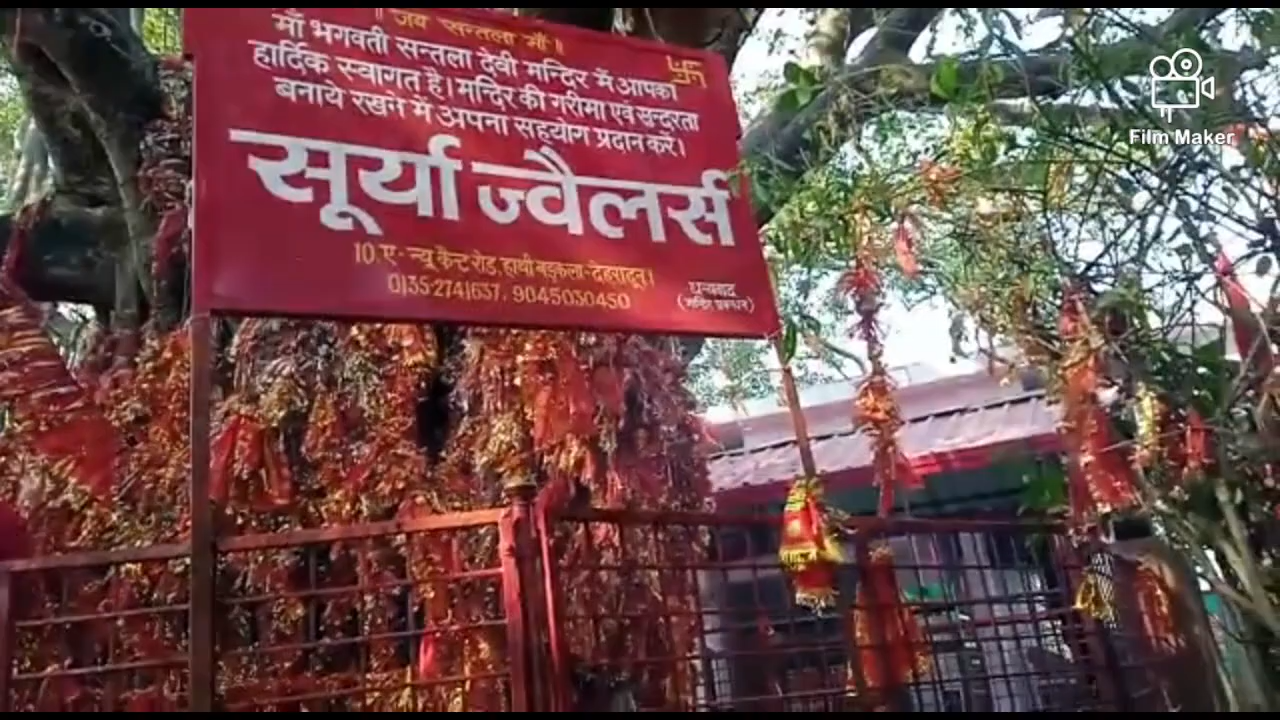 ॥ जय सन्तला माँ ॥
माँ भगवती सन्तला देवी मन्दिर में आपका
हार्दिक स्वागत है। मन्दिर की गरीमा एवं सुन्दरता
बनाये रखने में अपना सहयोग प्रदान करें।
सूर्या ज्वैलर्स
10, ए- न्यू कैन्ट रोड, हाथी बड़कला-देहरादून।
0135-2741637, 9045030450
धन्यवाद
(मन्दिर प्रबन्धन)
Film Maker